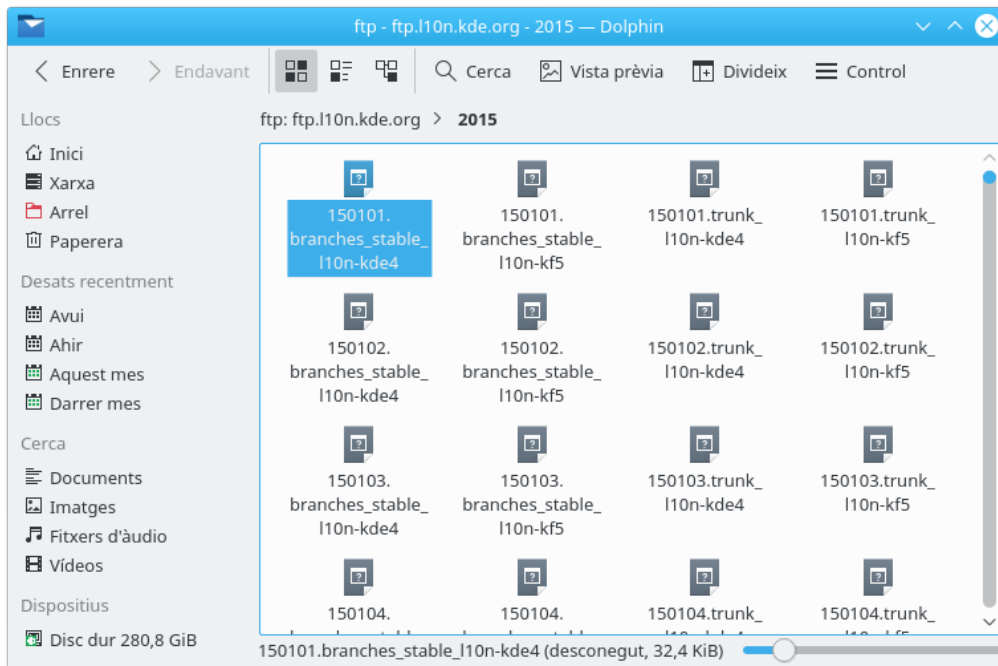 ftp - ftp.l10n.kde.org - 2015 — Dolphin
Enrere Endavant Cerca Vista prèvia Divideix Control
Llocs
Inici
Xarxa
Arrel
Paperera
Desats recentment
Avui
Ahir
Aquest mes
Darrer mes
Cerca
Documents
Imatges
Fitxers d'àudio
Vídeos
Dispositius
Disc dur 280,8 GiB
ftp: ftp.l10n.kde.org > 2015
150101.
branches_stable_
l10n-kde4
150101.
branches_stable_
l10n-kf5
150101.trunk_
l10n-kde4
150101.trunk_
l10n-kf5
150102.
branches_stable_
l10n-kde4
150102.
branches_stable_
l10n-kf5
150102.trunk_
l10n-kde4
150102.trunk_
l10n-kf5
150103.
branches_stable_
l10n-kde4
150103.
branches_stable_
l10n-kf5
150103.trunk_
l10n-kde4
150103.trunk_
l10n-kf5
150104.
150104.
150104.trunk_
150104.trunk_
150101.branches_stable_l10n-kde4 (desconegut, 32,4 KiB)